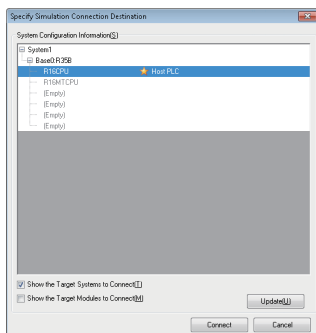 Specify Simulation Connection Destination
System Configuration Information(S)
System1
Base0:R35B
R16CPU Host PLC
R16MTCPU
(Empty)
(Empty)
(Empty)
(Empty)
Show the Target Systems to Connect(T)
Show the Target Modules to Connect(M)
Update(U)
Connect Cancel